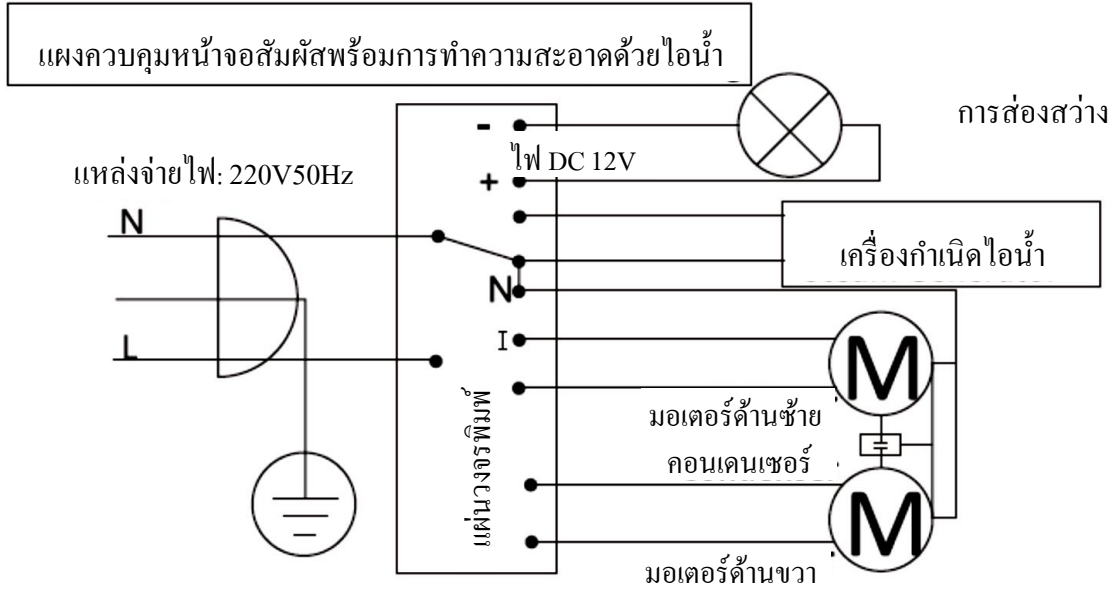 แผงควบคุมหน้าจอสัมผัสพร้อมการทำความสะอาดด้วยไอน้ำ
การส่องสว่าง
-
ไฟ DC 12V
+
แหล่งจ่ายไฟ: 220V50Hz
N
เครื่องกำเนิดไอน้ำ
N
I
L
M
แผ่นวงจรพิมพ์
มอเตอร์ด้านซ้าย
คอนเดนเซอร์
M
มอเตอร์ด้านขวา